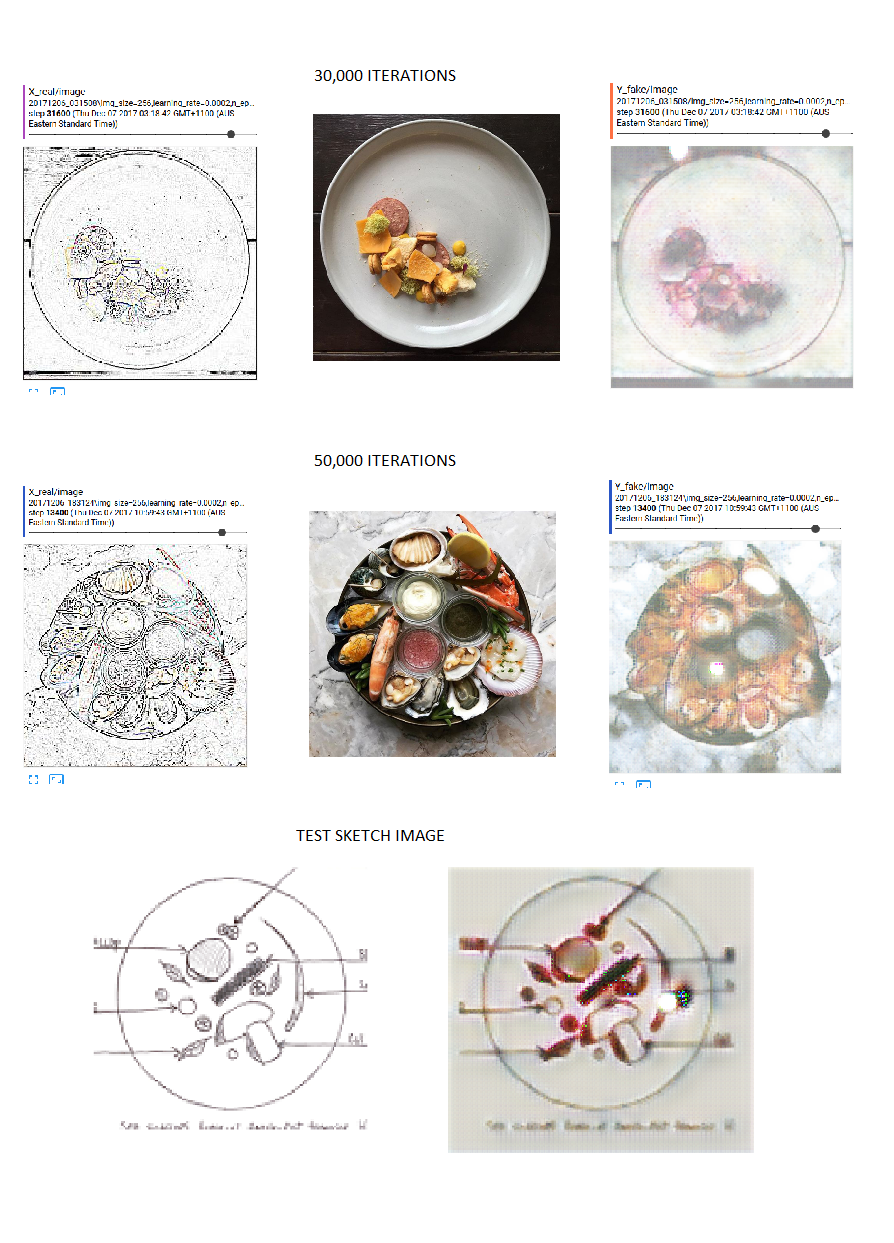 30,000 ITERATIONS
X_real/image
20171206_031508\img_size=256,learning_rate=0.0002,n_ep...
step 31600 (Thu Dec 07 2017 03:18:42 GMT+1100 (AUS
Eastern Standard Time))
Y_fake/image
20171206_031508/img_size=256,learning_rate=0.0002,n_ep...
step 31600 (Thu Dec 07 2017 03:18:42 GMT+1100 (AUS
Eastern Standard Time))
50,000 ITERATIONS
X_real/image
20171206_183124\img_size=256,learning_rate=0.0002,n_ep...
step 13400 (Thu Dec 07 2017 10:59:43 GMT+1100 (AUS
Eastern Standard Time))
Y_fake/image
20171206_183124\img_size=256,learning_rate=0.0002,n_ep...
step 13400 (Thu Dec 07 2017 10:59:43 GMT+1100 (AUS
Eastern Standard Time))
TEST SKETCH IMAGE